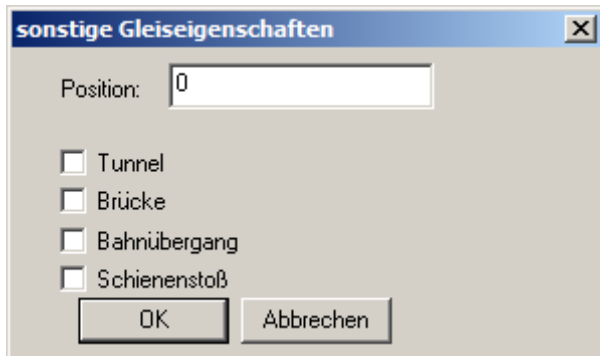 sonstige Gleiseigenschaften
Position: 0
Tunnel
Brücke
Bahnübergang
Schienenstoß
OK Abbrechen